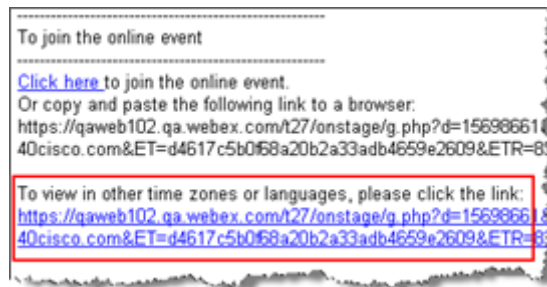 ------------------------------------------------------------
To join the online event
------------------------------------------------------------
Click here to join the online event.
Or copy and paste the following link to a browser:
https://qaweb102.qa.webex.com/t27/onstage/g.php?d=15698661&
40cisco.com&ET=d4617c5b0f68a20b2a33adb4659e2609&ETR=8
To view in other time zones or languages, please click the link:
https://qaweb102.qa.webex.com/t27/onstage/g.php?d=15698661&
40cisco.com&ET=d4617c5b0f68a20b2a33adb4659e2609&ETR=8